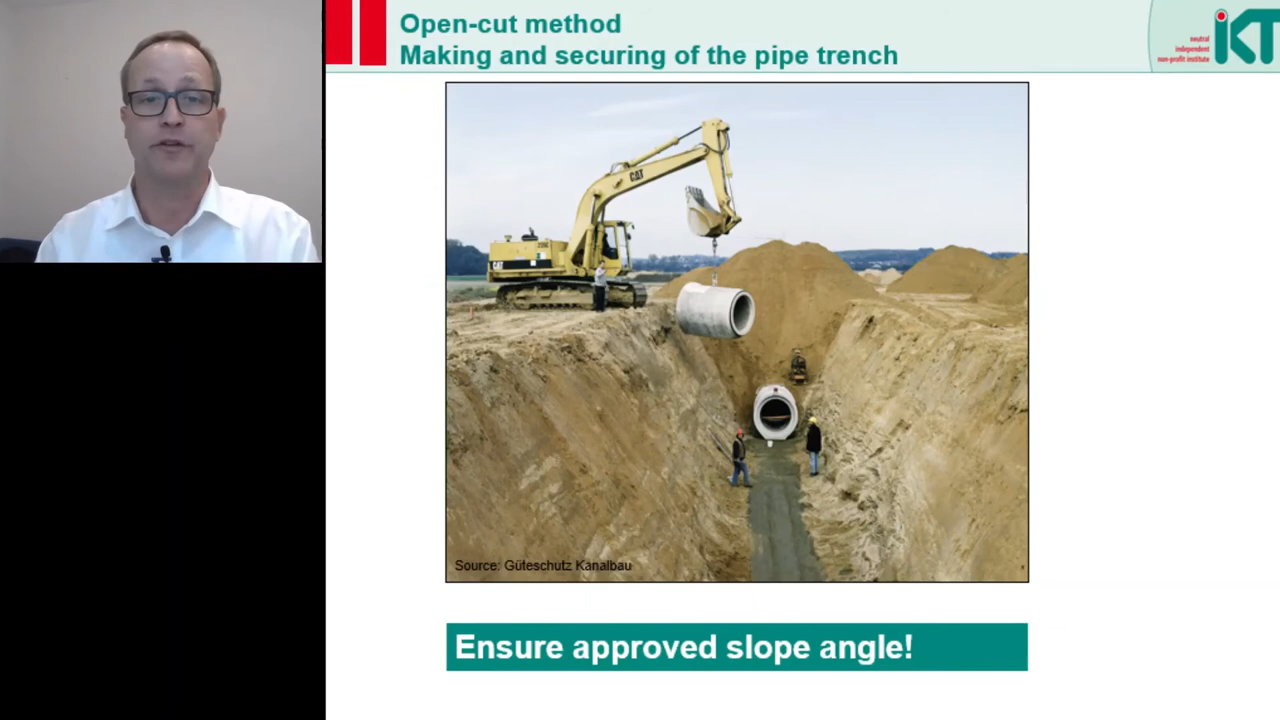 Open-cut method
Making and securing of the pipe trench
neutral
independent
non-profit institute
iKT
CAT
CAT
Source: Güteschutz Kanalbau
Ensure approved slope angle!